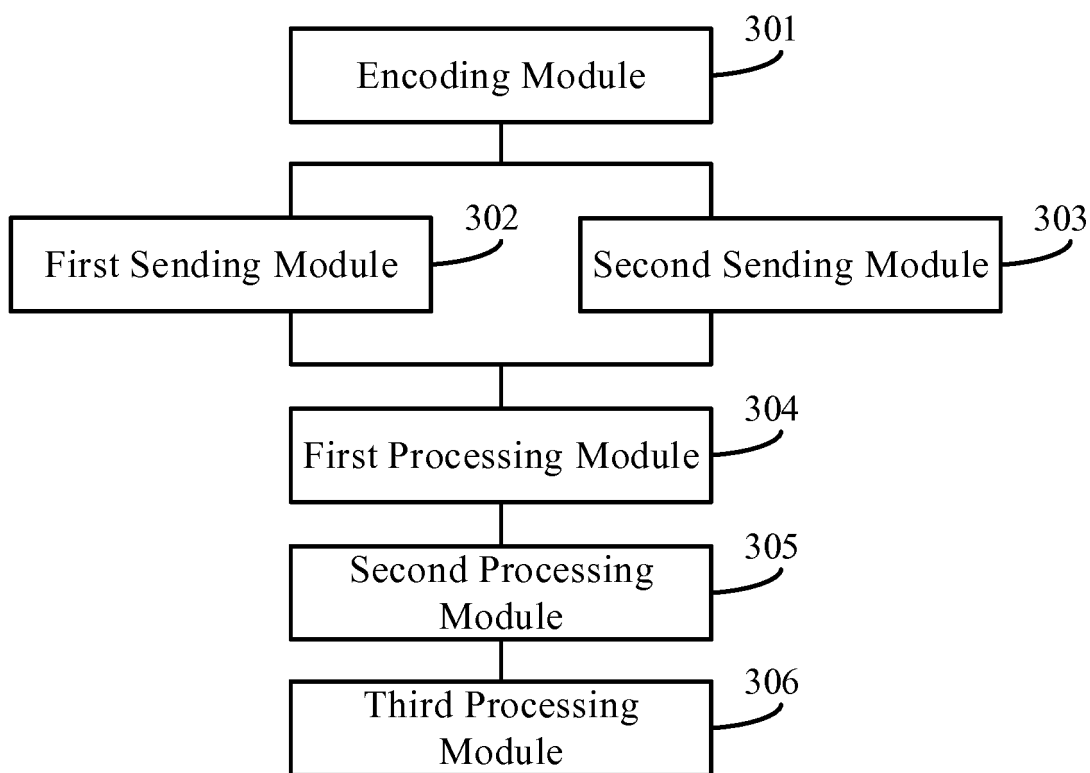 301
Encoding Module
302
First Sending Module
303
Second Sending Module
304
First Processing Module
305
Second Processing
Module
306
Third Processing
Module